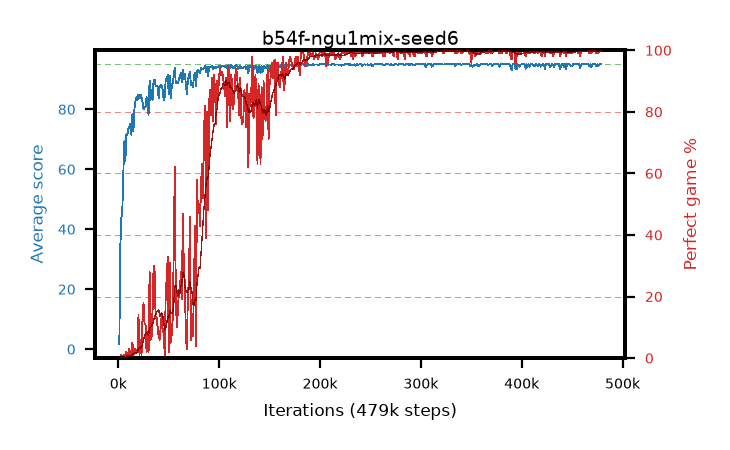 b54f-ngu1mix-seed6
100
80
80
60
60
40
40
20
20
0
0
Average score
Perfect game %
0k 100k 200k 300k 400k 500k
Iterations (479k steps)